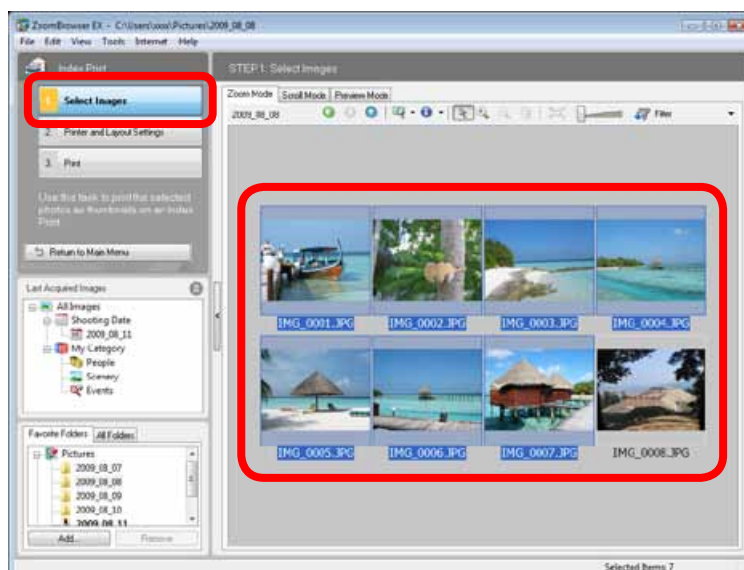 ZoomBrowser EX - C:\Users\xxx\Pictures\2009_08_08
File Edit View Tools Internet Help
Index Print
STEP 1: Select Images
1. Select Images
2. Printer and Layout Settings
3. Print
Use this task to print the selected
photos as thumbnails on an Index
Print.
Return to Main Menu
Zoom Mode Scroll Mode Preview Mode
2009_08_08
Filter
IMG_0001.JPG IMG_0002.JPG IMG_0003.JPG IMG_0004.JPG
IMG_0005.JPG IMG_0006.JPG IMG_0007.JPG IMG_0008.JPG
Last Acquired Images
All Images
Shooting Date
2009_08_11
My Category
People
Scenery
Events
Favorite Folders All Folders
Pictures
2009_08_07
2009_08_08
2009_08_09
2009_08_10
2009_08_11
Add... Remove
Selected Items 7